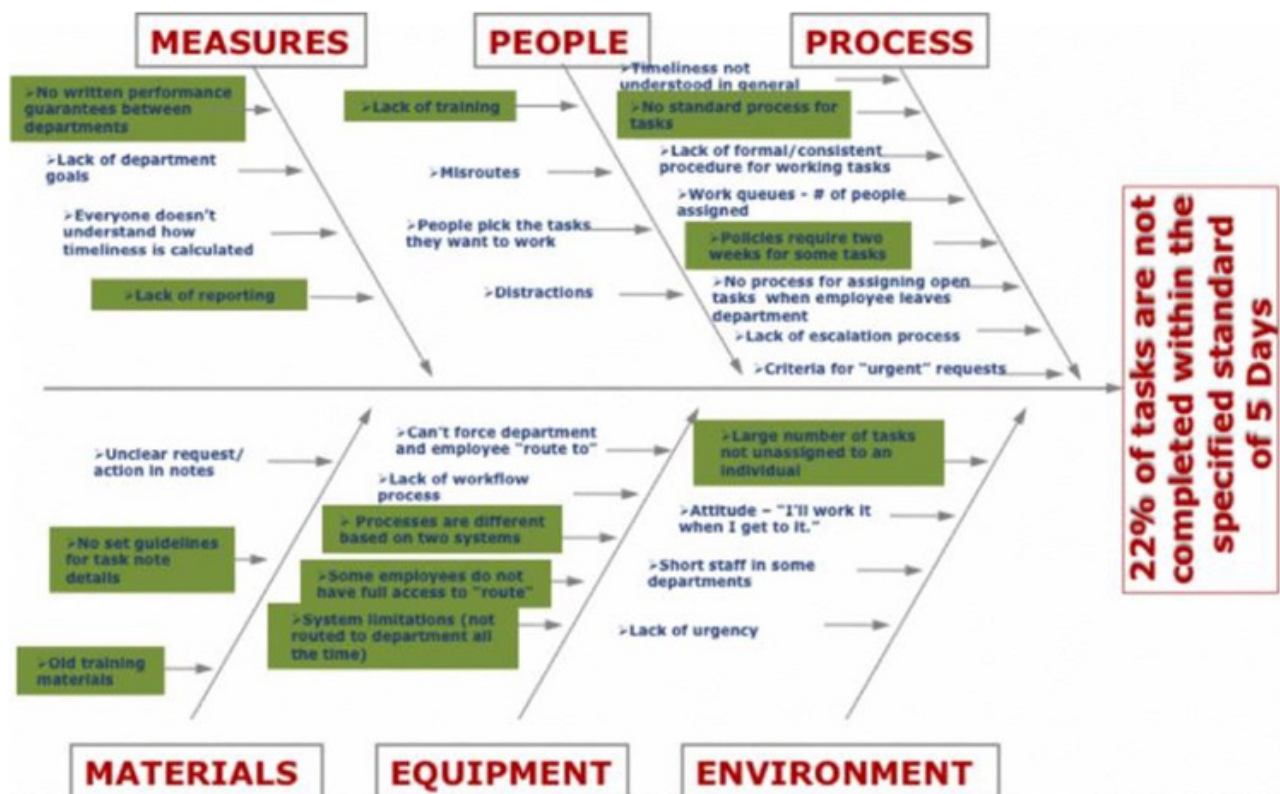 MEASURES
PEOPLE
PROCESS
➢No written performance
guarantees between
departments
➢Lack of department
goals
➢Everyone doesn't
understand how
timeliness is calculated
➢Lack of reporting
➢Lack of training
➢Misroutes
➢People pick the tasks
they want to work
➢Distractions
➢Timeliness not
understood in general
➢No standard process for
tasks
➢Lack of formal/consistent
procedure for working tasks
➢Work queues - # of people
assigned
➢Policies require two
weeks for some tasks
➢No process for assigning open
tasks when employee leaves
department
➢Lack of escalation process
➢Criteria for "urgent" requests
22% of tasks are not
completed within the
specified standard
of 5 Days
➢Unclear request/
action in notes
➢No set guidelines
for task note
details
➢Old training
materials
➢Can't force department
and employee "route to"
➢Lack of workflow
process
➢Processes are different
based on two systems
➢Some employees do not
have full access to "route"
➢System limitations (not
routed to department all
the time)
➢Large number of tasks
not unassigned to an
individual
➢Attitude – "I'll work it
when I get to it."
➢Short staff in some
departments
➢Lack of urgency
MATERIALS
EQUIPMENT
ENVIRONMENT